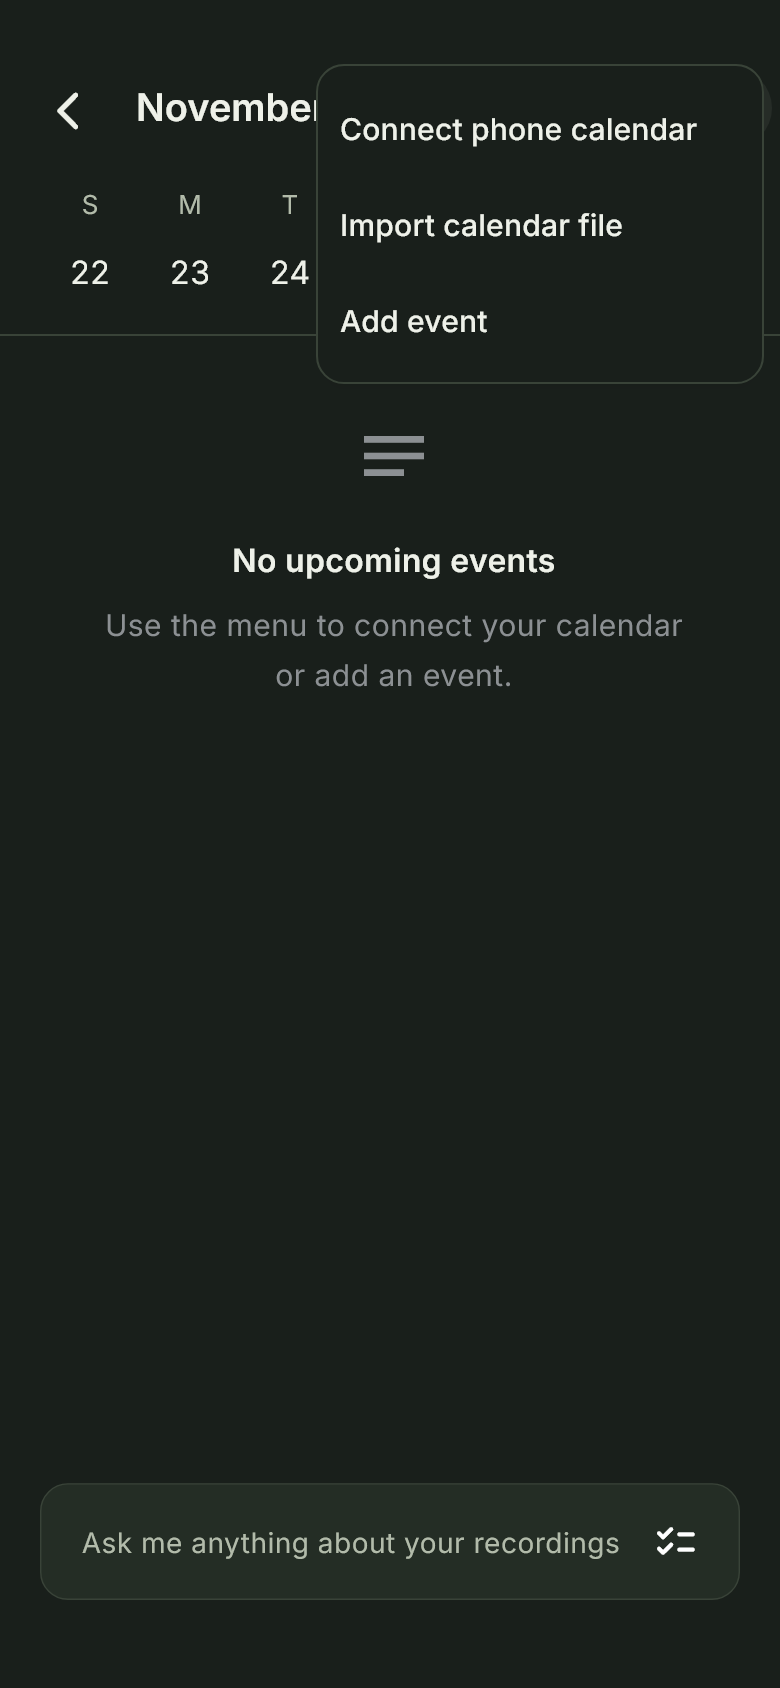 November
Connect phone calendar
Import calendar file
Add event
S M T
22 23 24
No upcoming events
Use the menu to connect your calendar
or add an event.
Ask me anything about your recordings